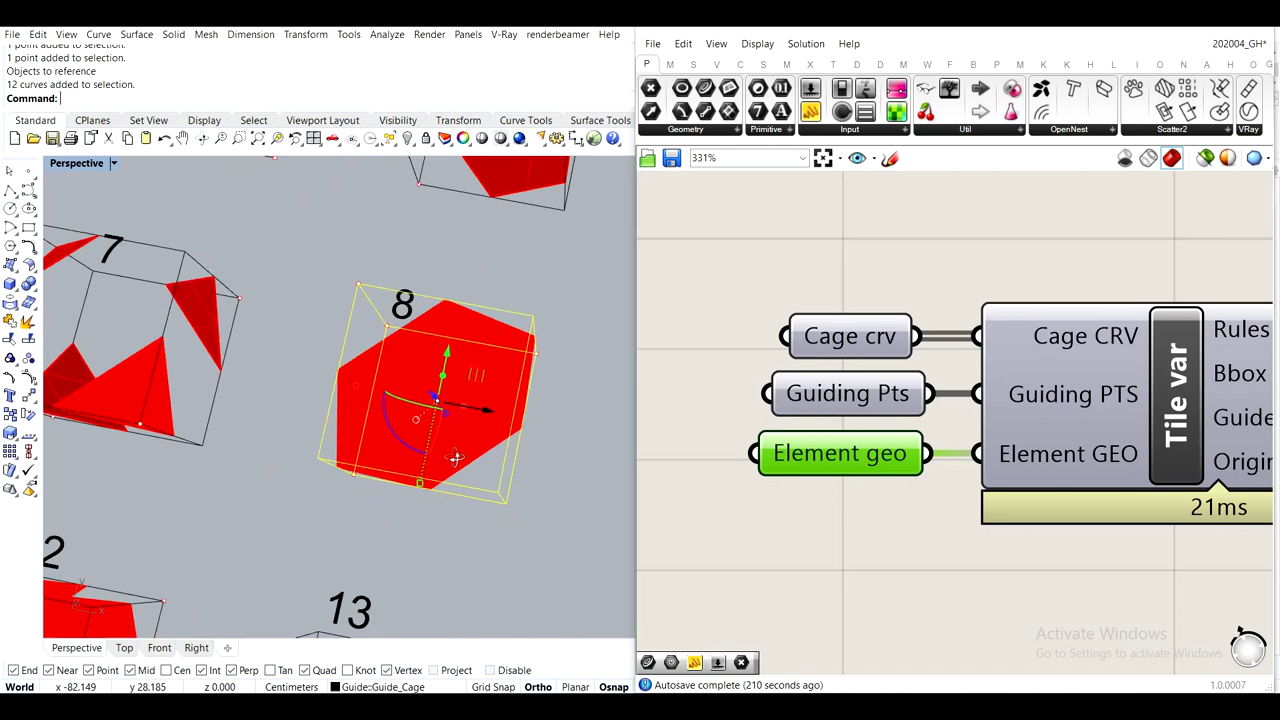 File Edit View Curve Surface Solid Mesh Dimension Transform Tools Analyze Render Panels V-Ray renderbeamer Help
1 point added to selection.
1 point added to selection.
Objects to reference
12 curves added to selection.
Command:
Standard CPlanes Set View Display Select Viewport Layout Visibility Transform Curve Tools Surface Tools
Perspective
7
8
2
13
y
z x
Perspective Top Front Right
End Near Point Mid Cen Int Perp Tan Quad Knot Vertex Project Disable
World x -82.149 y 28.185 z 0.000 Centimeters Guide::Guide_Cage Grid Snap Ortho Planar Osnap
File Edit View Display Solution Help 202004_GH*
P M S V C S M I X D W F L H A E K K K B O N S O G
Geometry Primitive Input Util OpenNest Scatter2 VRay
331%
Cage crv
Guiding Pts
Element geo
Cage CRV
Guiding PTS
Element GEO
Tile var
Rules
Bbox
Guide
Origin
21ms
Activate Windows
Go to Settings to activate Windows.
Autosave complete (210 seconds ago) 1.0.0007